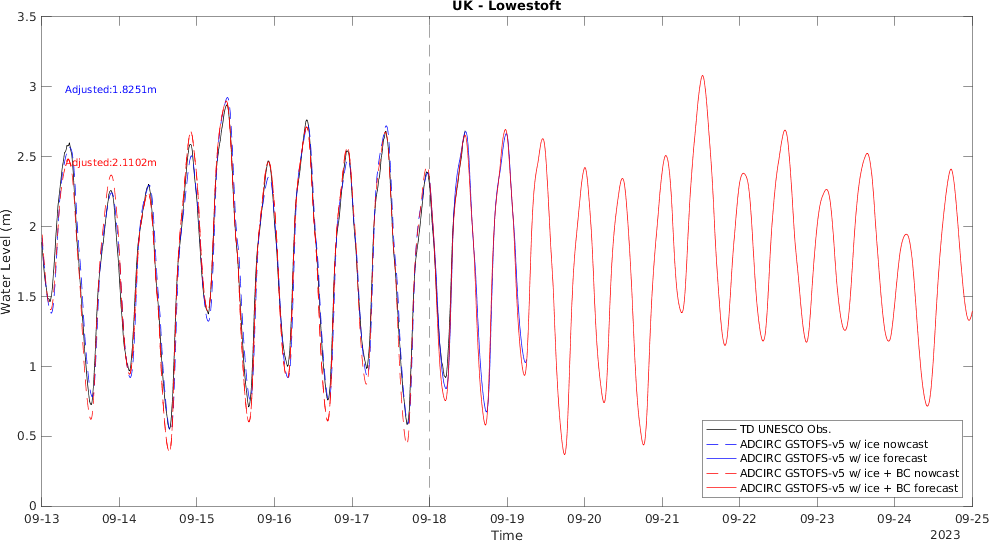 UK - Lowestoft
3.5
3
2.5
2
1.5
1
0.5
0
Water Level (m)
Adjusted:1.8251m
Adjusted:2.1102m
TD UNESCO Obs.
ADCIRC GSTOFS-v5 w/ ice nowcast
ADCIRC GSTOFS-v5 w/ ice forecast
ADCIRC GSTOFS-v5 w/ ice + BC nowcast
ADCIRC GSTOFS-v5 w/ ice + BC forecast
09-13 09-14 09-15 09-16 09-17 09-18 09-19 09-20 09-21 09-22 09-23 09-24 09-25
Time
2023